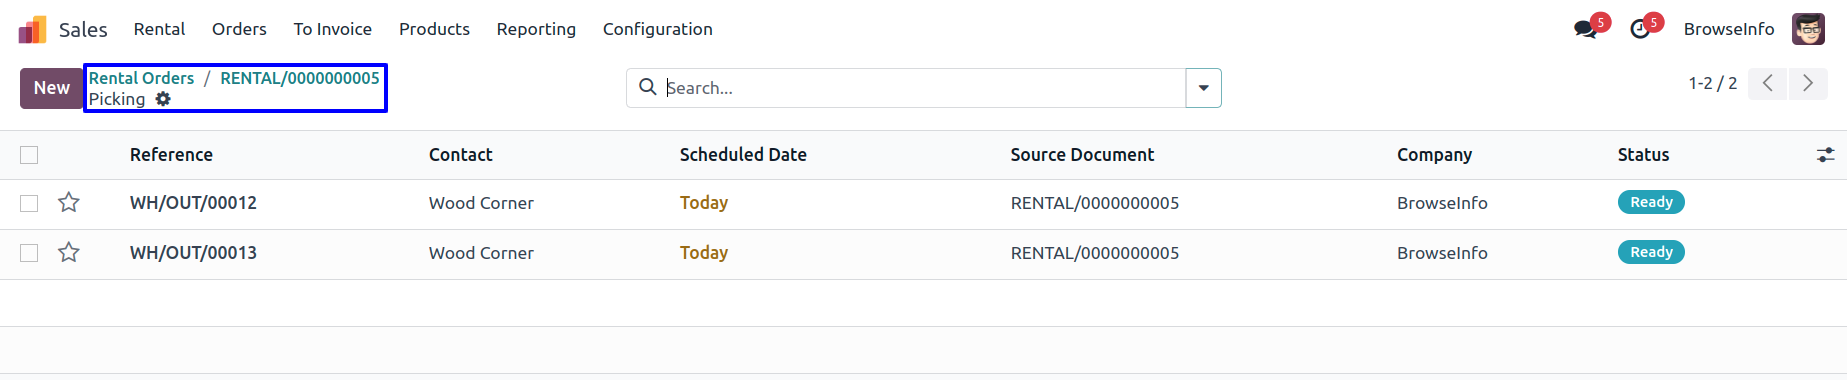 Sales Rental Orders To Invoice Products Reporting Configuration 5 5 BrowseInfo
New Rental Orders / RENTAL/0000000005 Search... 1-2 / 2
Picking
Reference Contact Scheduled Date Source Document Company Status
WH/OUT/00012 Wood Corner Today RENTAL/0000000005 BrowseInfo Ready
WH/OUT/00013 Wood Corner Today RENTAL/0000000005 BrowseInfo Ready